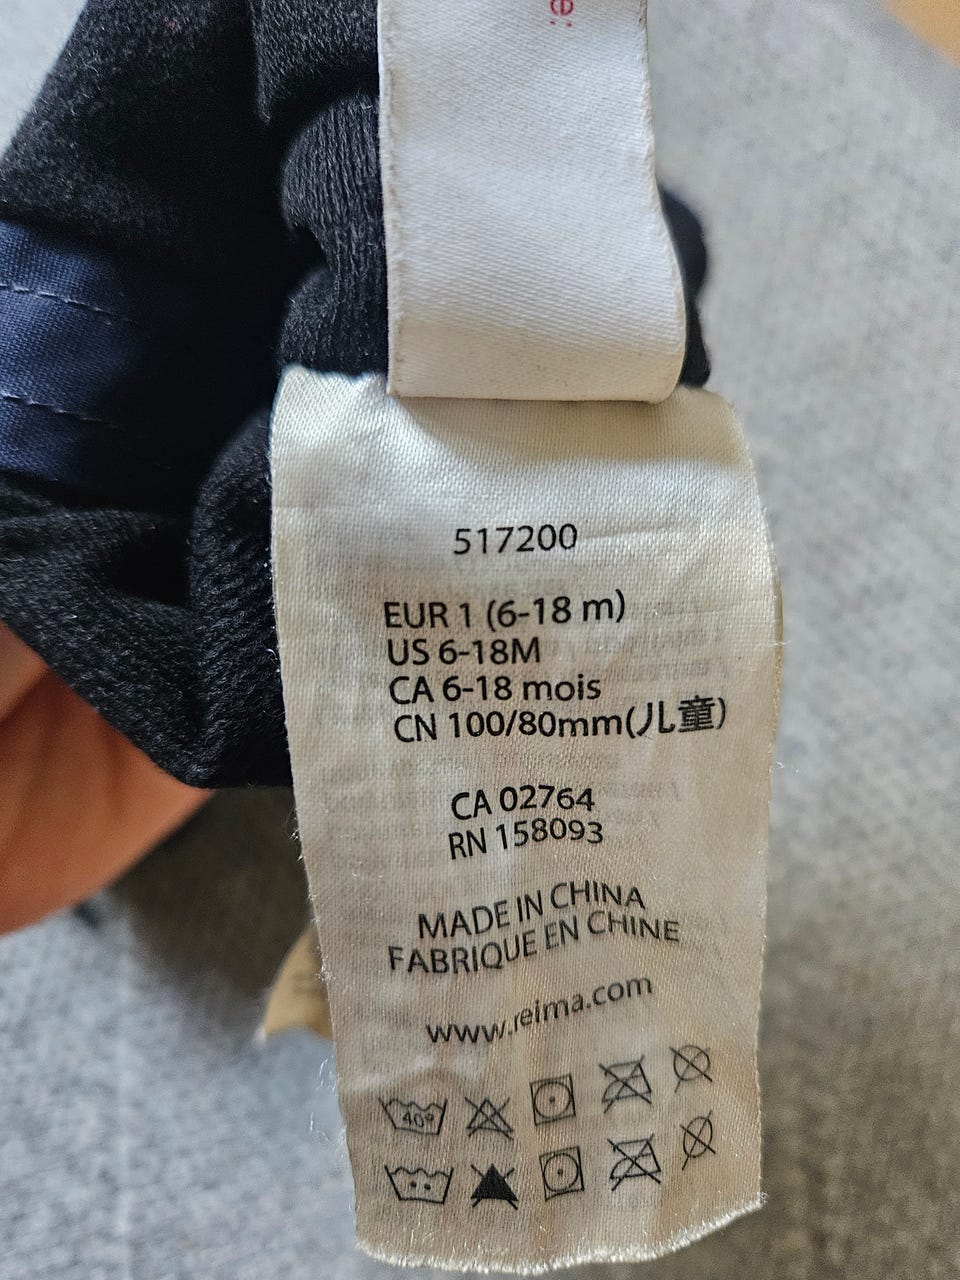 e:
517200
EUR 1 (6-18 m)
US 6-18M
CA 6-18 mois
CN 100/80mm(儿童)
CA 02764
RN 158093
MADE IN CHINA
FABRIQUE EN CHINE
www.reima.com
40°